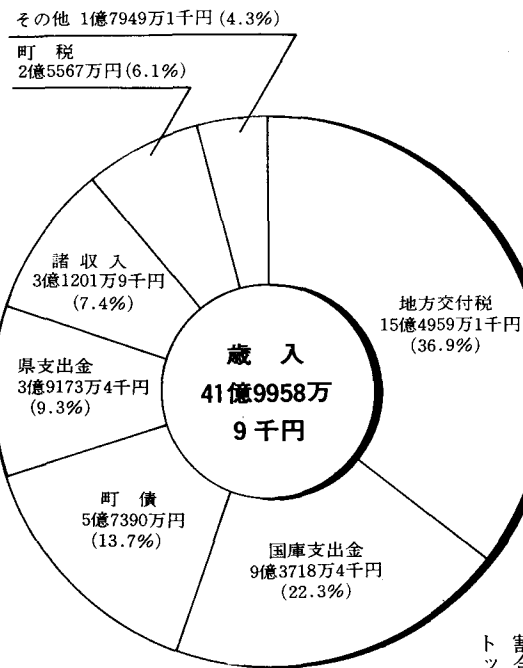 その他 1億7949万1千円(4.3%)
町 税
2億5567万円(6.1%)
諸 収 入
3億1201万9千円
(7.4%)
県支出金
3億9173万4千円
(9.3%)
町 債
5億7390万円
(13.7%)
国庫支出金
9億3718万4千円
(22.3%)
地方交付税
15億4959万1千円
(36.9%)
歳 入
41億9958万
9千円
割合
トッ